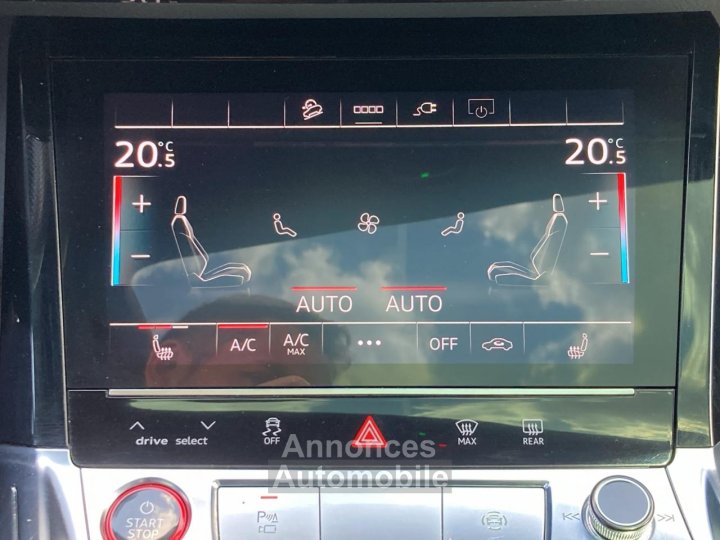 20.5 °C
20.5 °C
+ +
− −
AUTO AUTO
A/C A/C MAX ••• OFF
drive select OFF MAX REAR
Annonces
Automobile
START
STOP
P